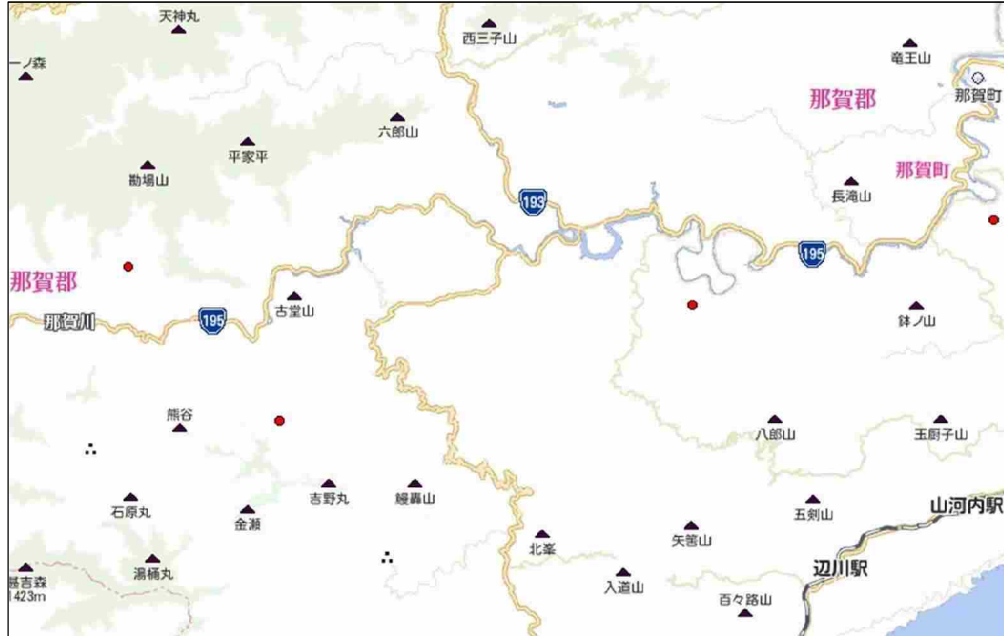 天神丸
西三子山
竜王山
一ノ森
那賀町
那賀郡
六郎山
平家平
勘場山
那賀町
長滝山
193
195
那賀郡
古堂山
鉢ノ山
195
那賀川
熊谷
八郎山
玉厨子山
石原丸
金瀬
吉野丸
鰻轟山
五剣山
山河内駅
北峯
矢筈山
湯桶丸
甚吉森
1423m
入道山
辺川駅
百々路山